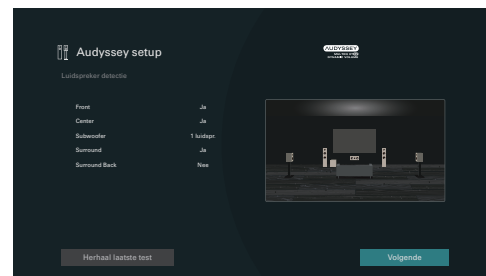 Audyssey setup
AUDYSSEY
Luidspreker detectie
Front Ja
Center Ja
Subwoofer 1 luidspr.
Surround Ja
Surround Back Nee
Herhaal laatste test
Volgende